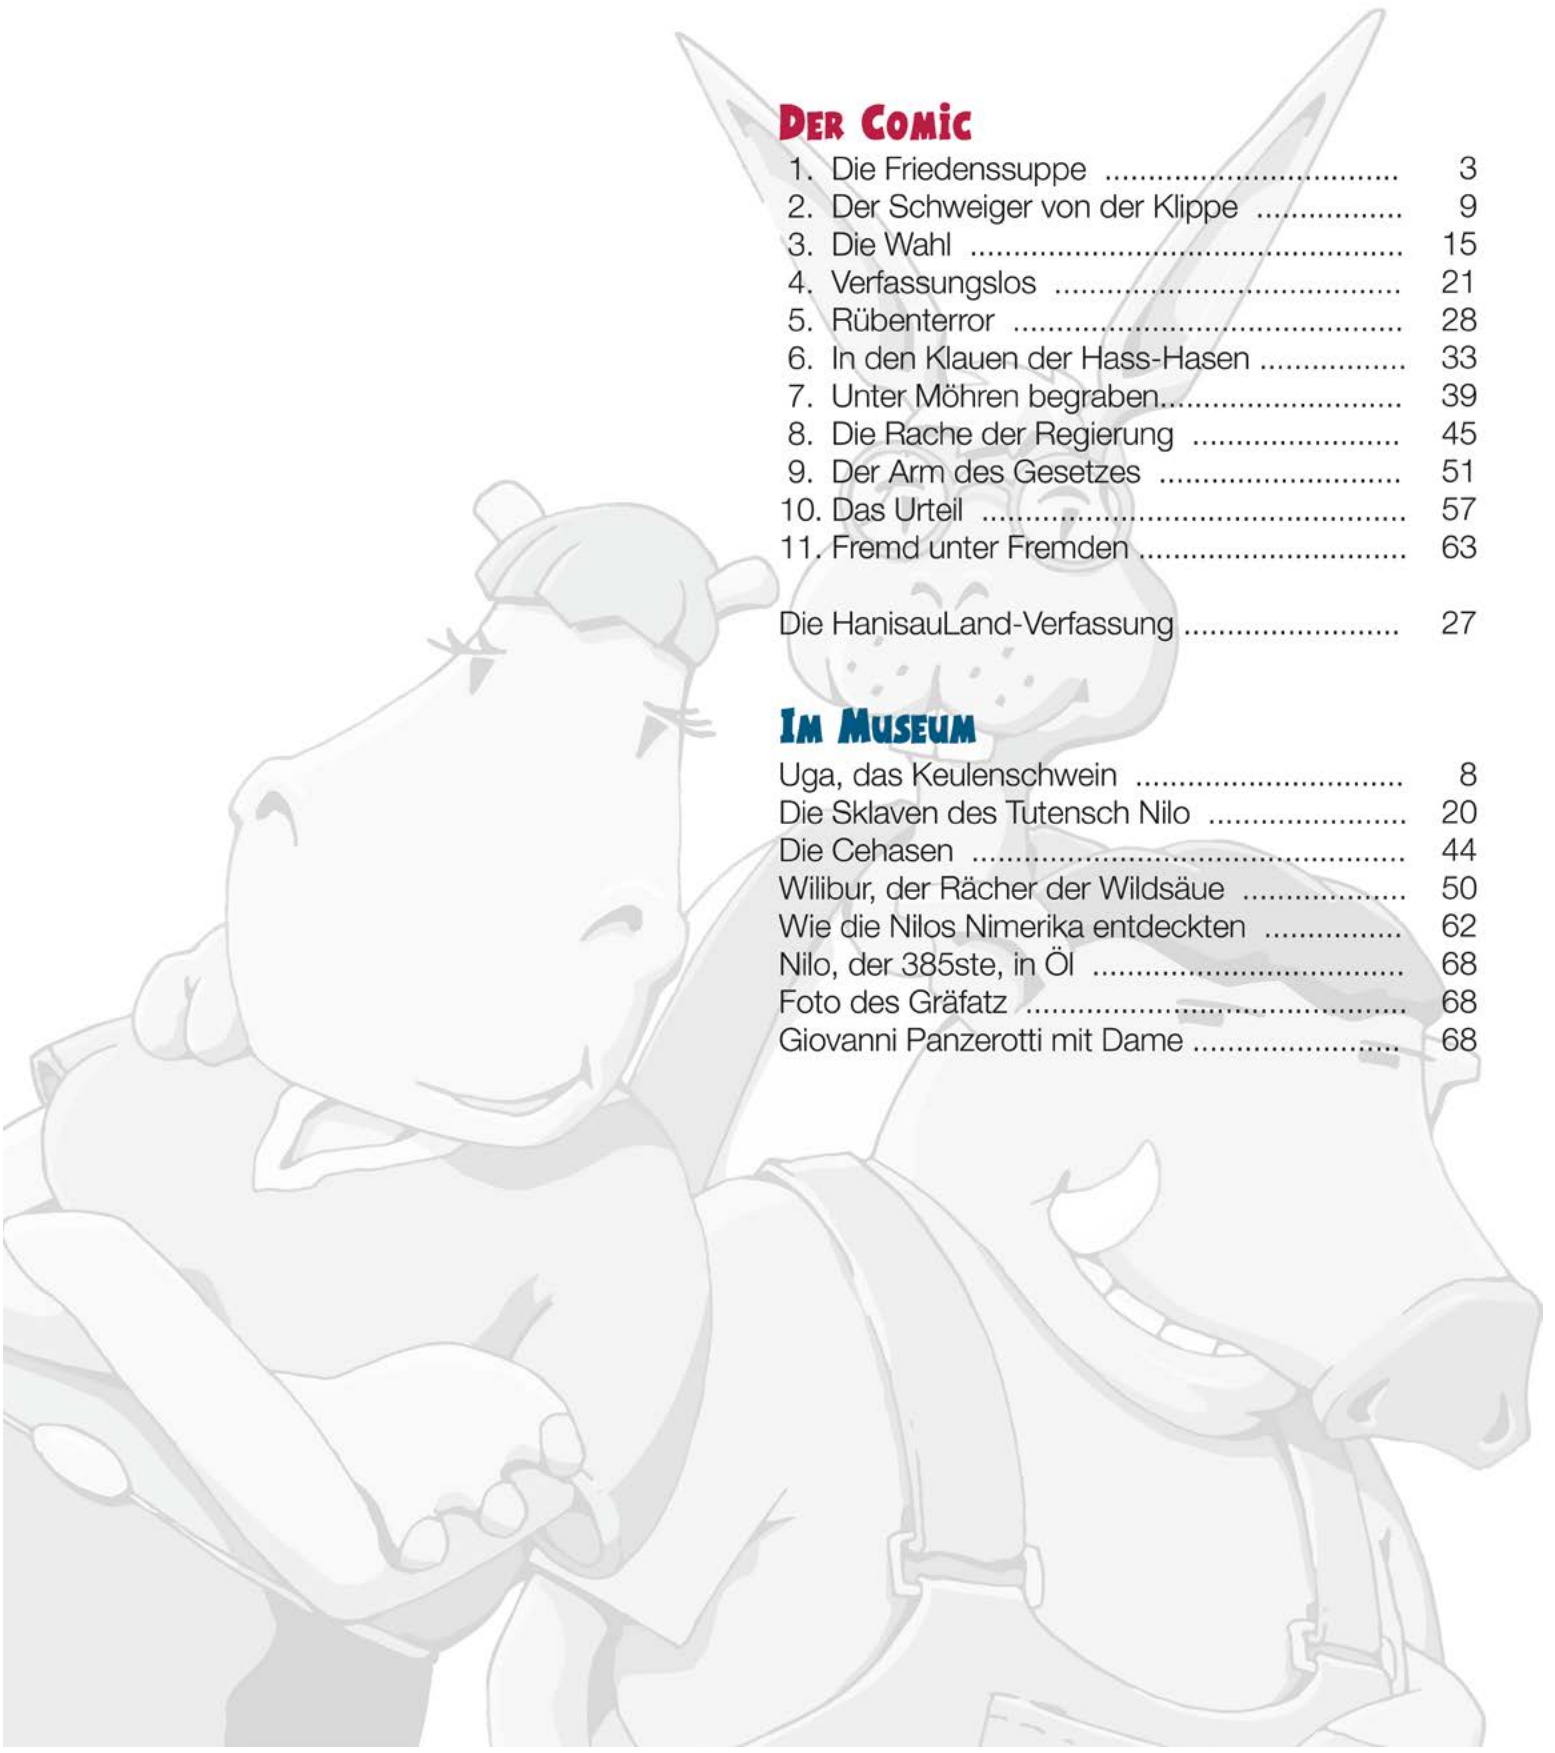 Der Comic
1. Die Friedenssuppe .................................. 3
2. Der Schweiger von der Klippe ................. 9
3. Die Wahl .................................................. 15
4. Verfassungslos ........................................ 21
5. Rübenterror ............................................. 28
6. In den Klauen der Hass-Hasen ................. 33
7. Unter Möhren begraben............................ 39
8. Die Rache der Regierung ........................ 45
9. Der Arm des Gesetzes ............................ 51
10. Das Urteil ................................................. 57
11. Fremd unter Fremden ............................... 63
Die HanisauLand-Verfassung ......................... 27
Im Museum
Uga, das Keulenschwein ............................... 8
Die Sklaven des Tutensch Nilo ....................... 20
Die Cehasen .................................................. 44
Wilibur, der Rächer der Wildsäue ................... 50
Wie die Nilos Nimerika entdeckten ................ 62
Nilo, der 385ste, in Öl .................................... 68
Foto des Gräfatz ............................................ 68
Giovanni Panzerotti mit Dame ........................ 68